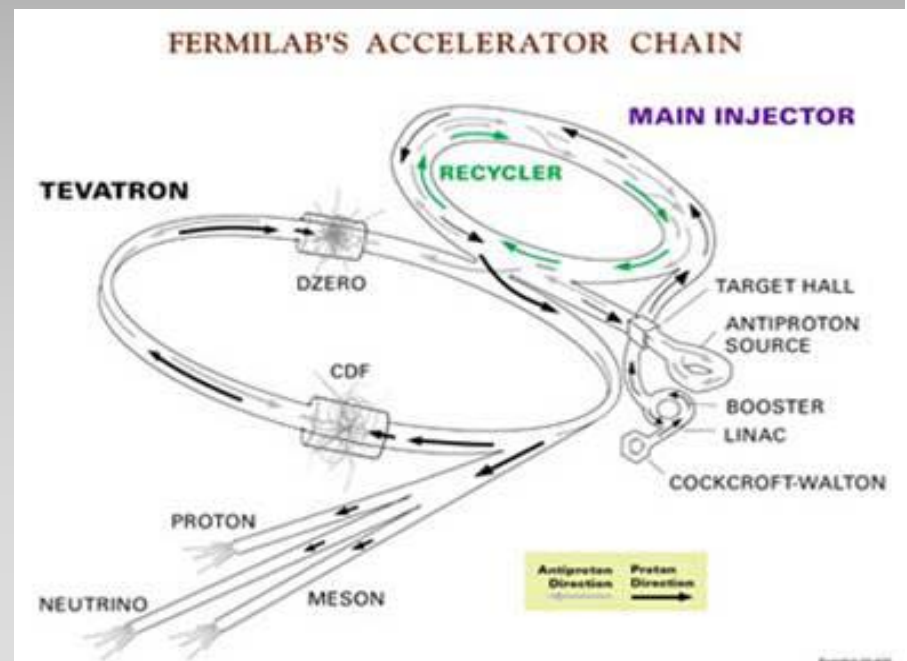 FERMILAB'S ACCELERATOR CHAIN
MAIN INJECTOR
RECYCLER
TEVATRON
DZERO
TARGET HALL
ANTIPROTON
SOURCE
CDF
BOOSTER
LINAC
COCKCROFT-WALTON
PROTON
NEUTRINO
MESON
Antiproton Proton
Direction Direction